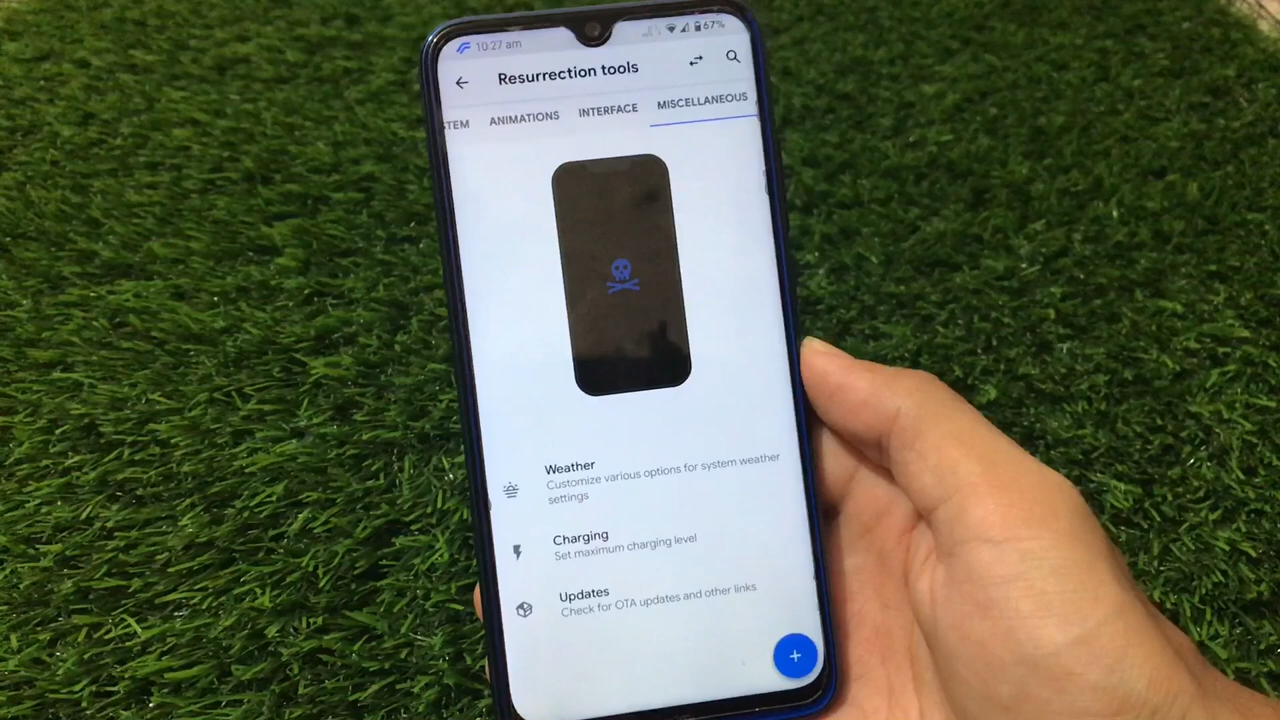 10:27 am
67%
Resurrection tools
STEM ANIMATIONS INTERFACE MISCELLANEOUS
Weather
Customize various options for system weather
settings
Charging
Set maximum charging level
Updates
Check for OTA updates and other links